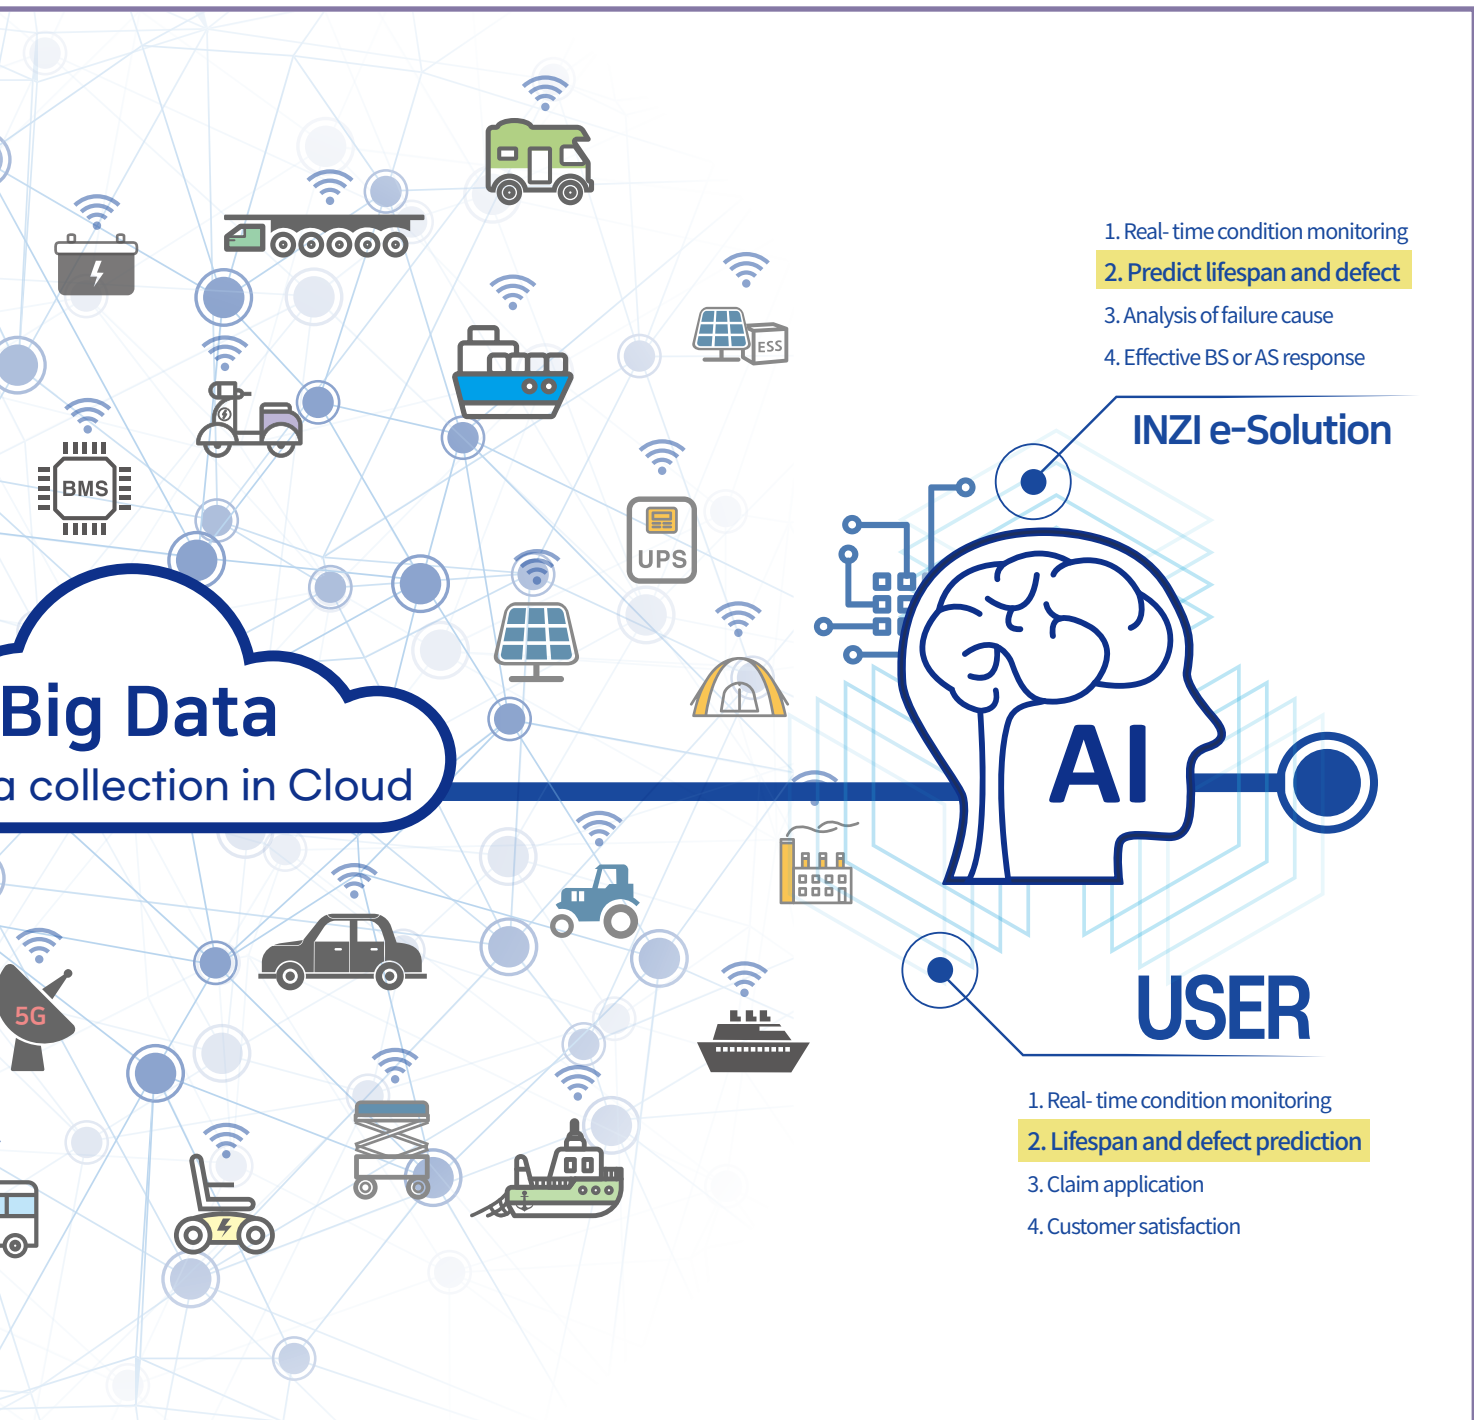 1. Real- time condition monitoring
2. Predict lifespan and defect
3. Analysis of failure cause
4. Effective BS or AS response
INZI e-Solution
ESS
BMS
UPS
Big Data
a collection in Cloud
AI
5G
USER
1. Real- time condition monitoring
2. Lifespan and defect prediction
3. Claim application
4. Customer satisfaction